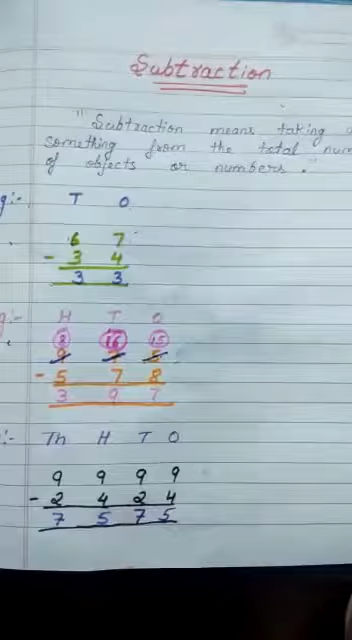 Subtraction
"Subtraction means taking
something from the total num
of objects or numbers."
g:-
T O
6 7
- 3 4
3 3
g:-
H T O
8 16 15
9 7 5
- 5 7 8
3 9 7
:-
Th H T O
9 9 9 9
- 2 4 2 4
7 5 7 5